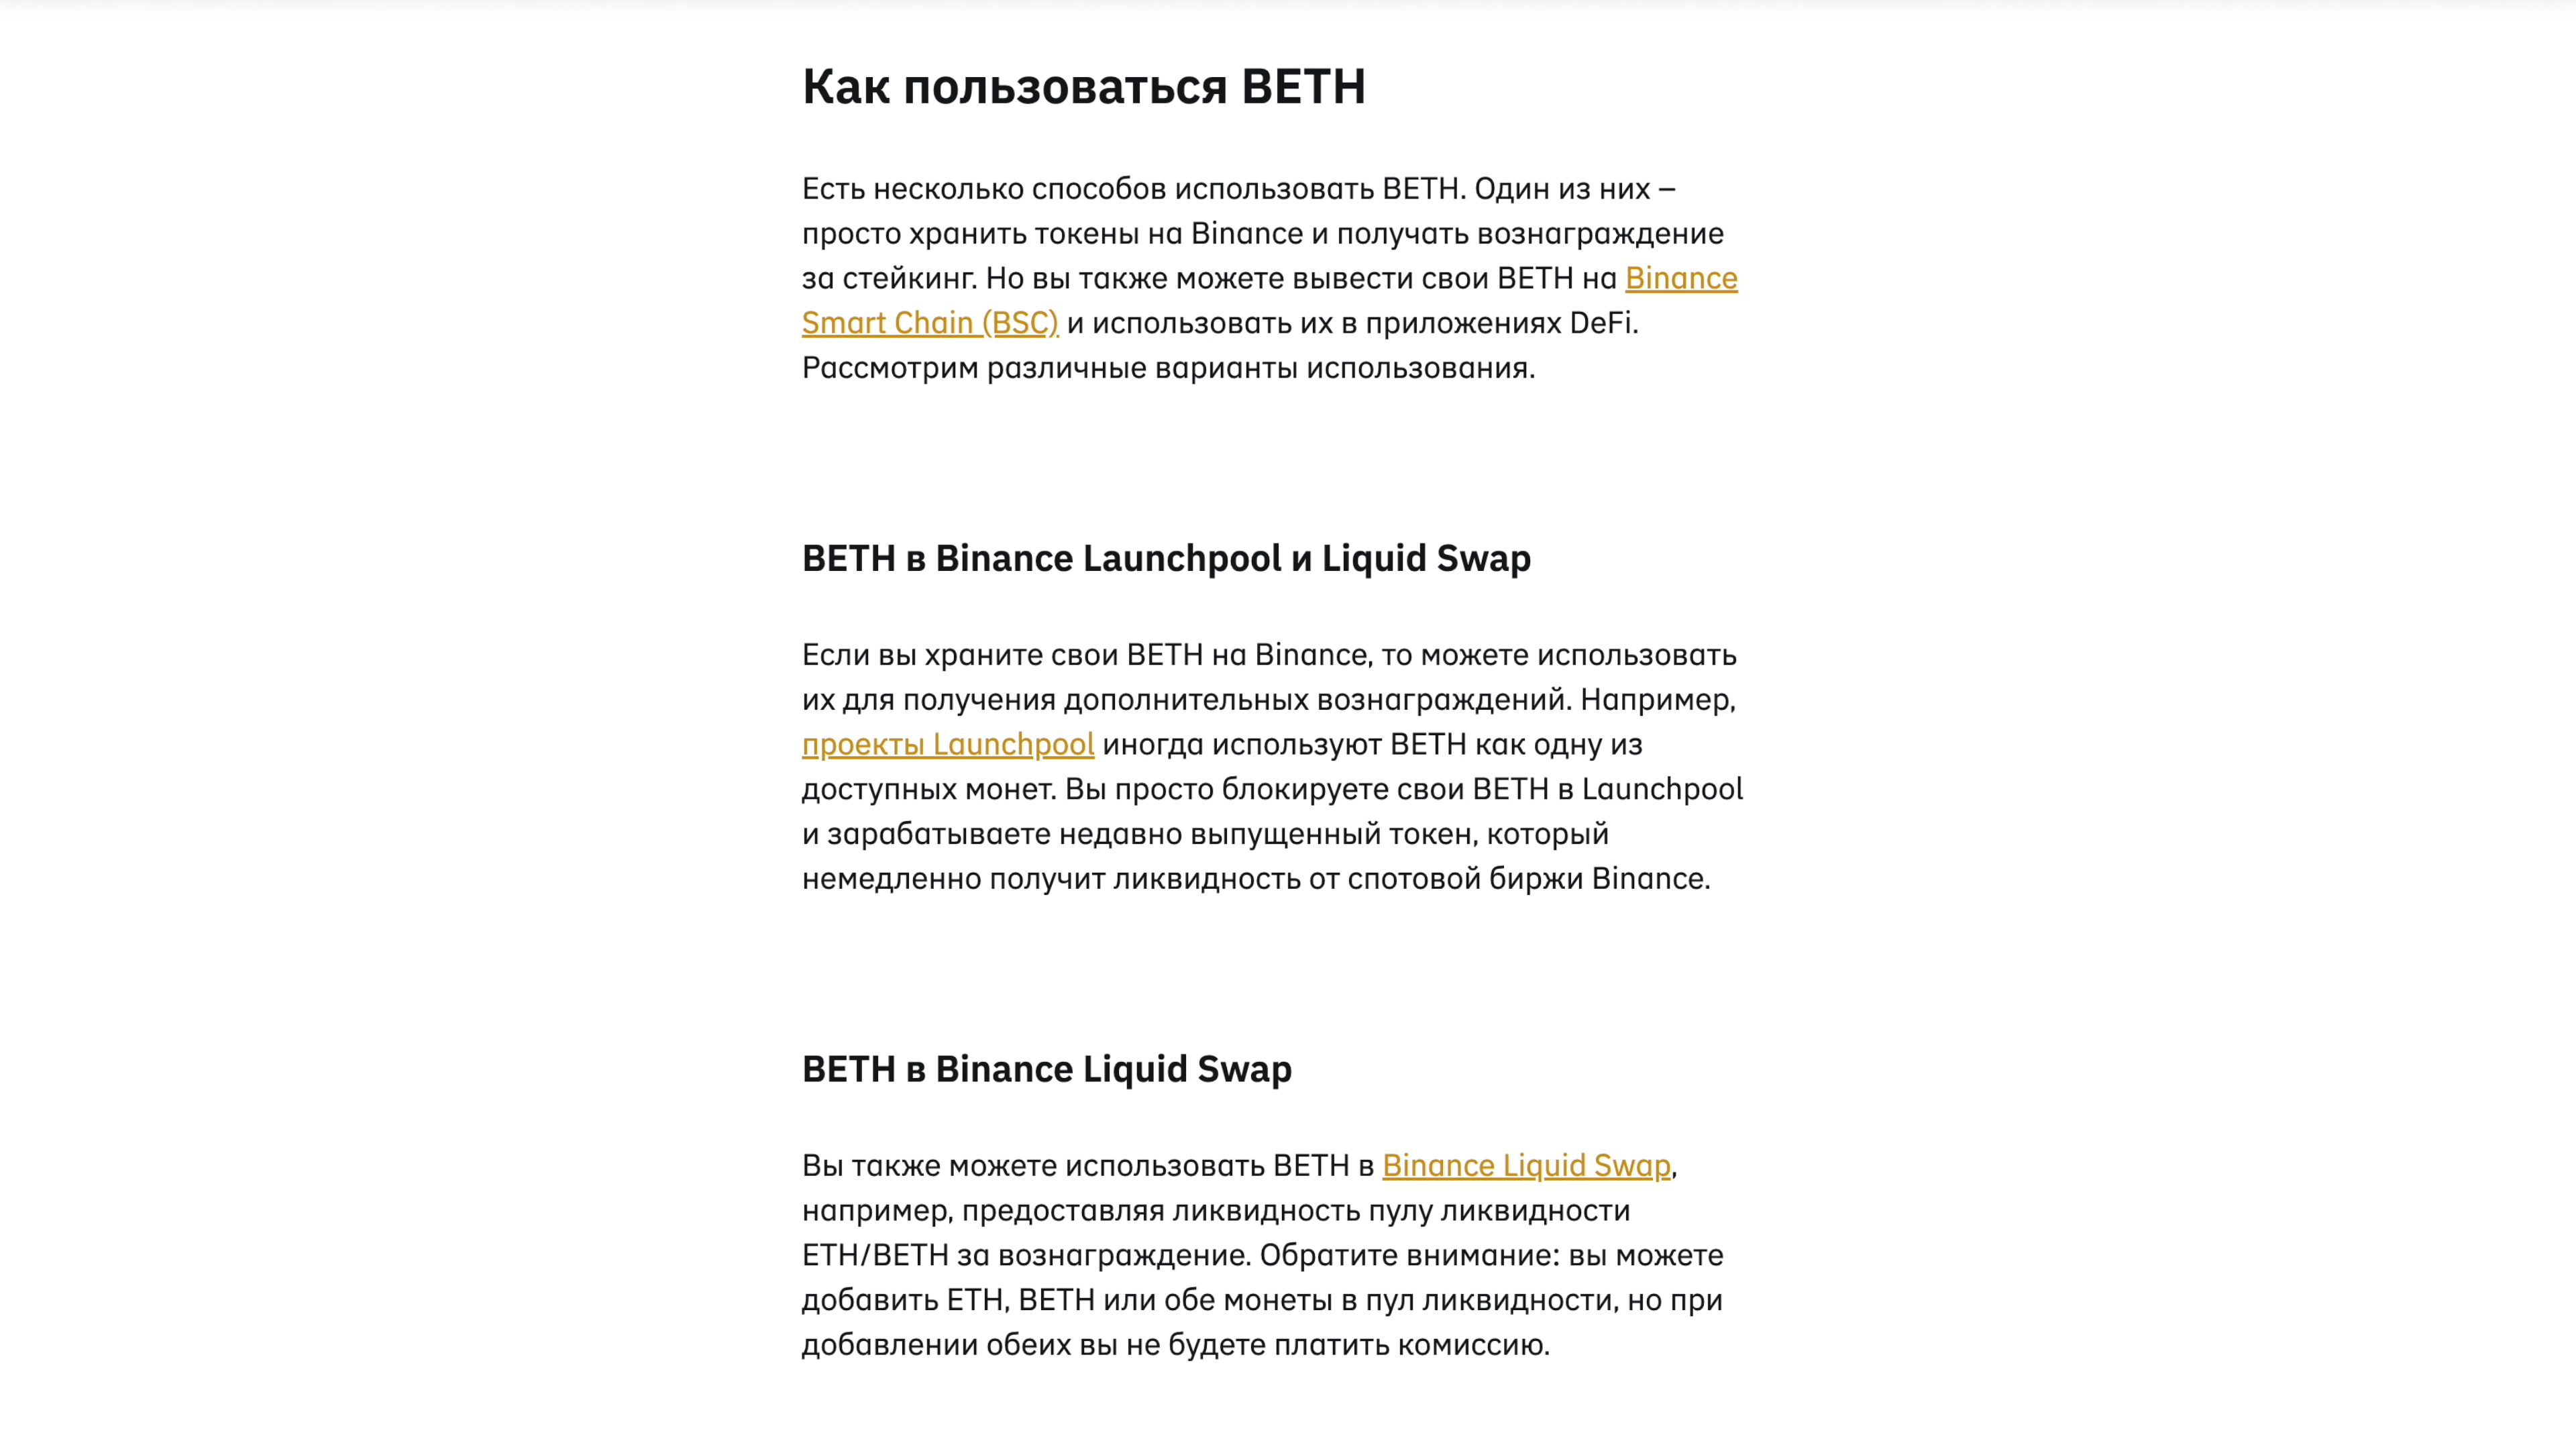 Как пользоваться BETH
Есть несколько способов использовать BETH. Один из них –
просто хранить токены на Binance и получать вознаграждение
за стейкинг. Но вы также можете вывести свои BETH на Binance
Smart Chain (BSC) и использовать их в приложениях DeFi.
Рассмотрим различные варианты использования.
BETH в Binance Launchpool и Liquid Swap
Если вы храните свои BETH на Binance, то можете использовать
их для получения дополнительных вознаграждений. Например,
проекты Launchpool иногда используют BETH как одну из
доступных монет. Вы просто блокируете свои BETH в Launchpool
и зарабатываете недавно выпущенный токен, который
немедленно получит ликвидность от спотовой биржи Binance.
BETH в Binance Liquid Swap
Вы также можете использовать BETH в Binance Liquid Swap,
например, предоставляя ликвидность пулу ликвидности
ETH/BETH за вознаграждение. Обратите внимание: вы можете
добавить ETH, BETH или обе монеты в пул ликвидности, но при
добавлении обеих вы не будете платить комиссию.